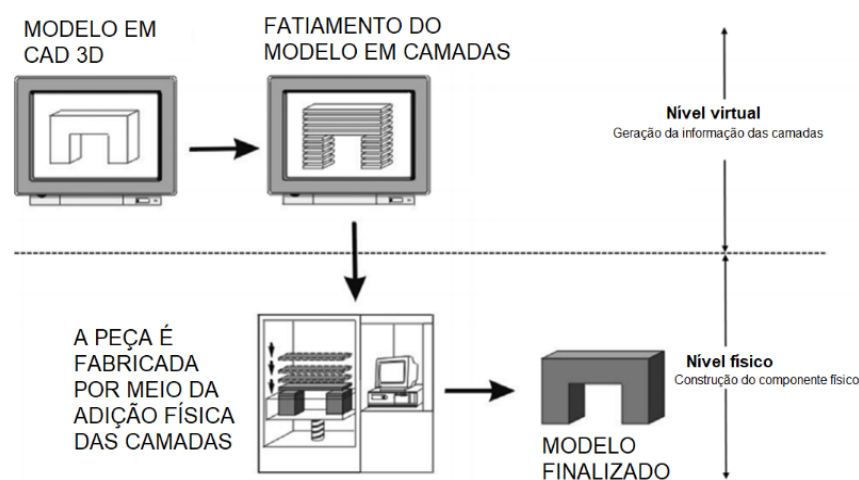 MODELO EM
CAD 3D
FATIAMENTO DO
MODELO EM CAMADAS
Nível virtual
Geração da informação das camadas
A PEÇA É
FABRICADA
POR MEIO DA
ADIÇÃO FÍSICA
DAS CAMADAS
Nível físico
Construção do componente físico
MODELO
FINALIZADO